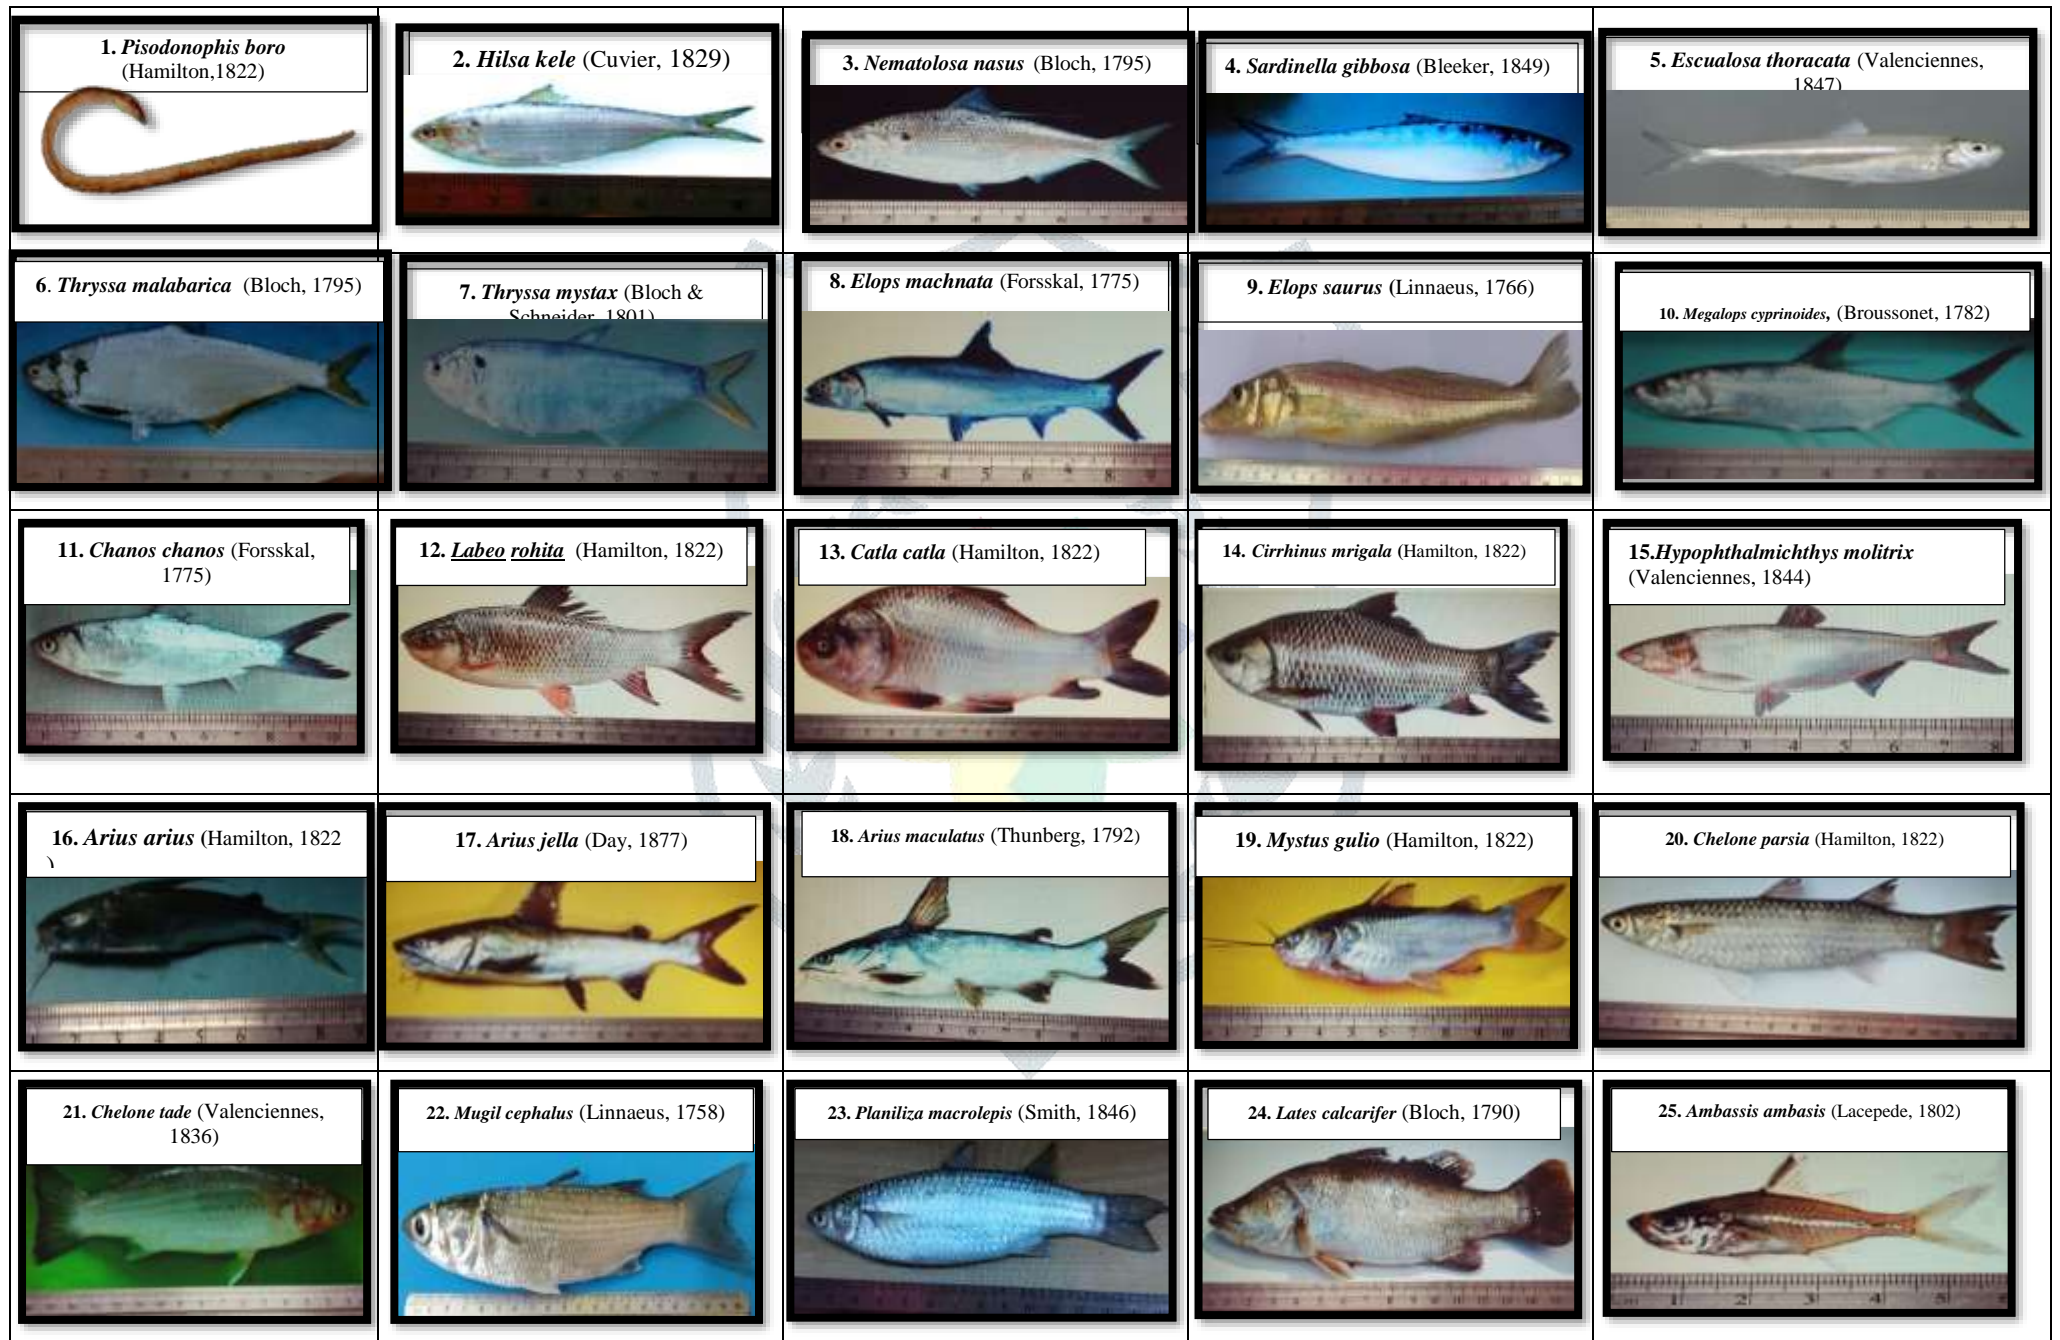 1. Pisodonophis boro
(Hamilton,1822)
2. Hilsa kele (Cuvier, 1829)
3. Nematolosa nasus (Bloch, 1795)
4. Sardinella gibbosa (Bleeker, 1849)
5. Escualosa thoracata (Valenciennes,
1847)
6. Thryssa malabarica (Bloch, 1795)
7. Thryssa mystax (Bloch &
Schneider, 1801)
8. Elops machnata (Forsskal, 1775)
9. Elops saurus (Linnaeus, 1766)
10. Megalops cyprinoides, (Broussonet, 1782)
11. Chanos chanos (Forsskal,
1775)
12. Labeo rohita (Hamilton, 1822)
13. Catla catla (Hamilton, 1822)
14. Cirrhinus mrigala (Hamilton, 1822)
15.Hypophthalmichthys molitrix
(Valenciennes, 1844)
16. Arius arius (Hamilton, 1822
)
17. Arius jella (Day, 1877)
18. Arius maculatus (Thunberg, 1792)
19. Mystus gulio (Hamilton, 1822)
20. Chelone parsia (Hamilton, 1822)
21. Chelone tade (Valenciennes,
1836)
22. Mugil cephalus (Linnaeus, 1758)
23. Planiliza macrolepis (Smith, 1846)
24. Lates calcarifer (Bloch, 1790)
25. Ambassis ambasis (Lacepede, 1802)